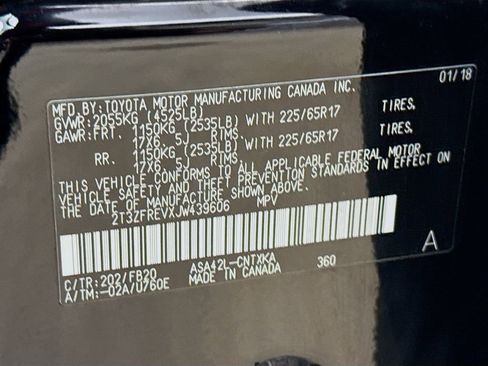 MFD.BY:TOYOTA MOTOR MANUFACTURING CANADA INC. 01/18
GVWR: 2055KG (4525LB)
GAWR:FRT. 1150KG (2535LB) WITH 225/65R17 TIRES.
17X6.5J RIMS
RR. 1150KG (2535LB) WITH 225/65R17 TIRES.
17X6.5J RIMS
THIS VEHICLE CONFORMS TO ALL APPLICABLE FEDERAL MOTOR
VEHICLE SAFETY AND THEFT PREVENTION STANDARDS IN EFFECT ON
THE DATE OF MANUFACTURE SHOWN ABOVE.
2T3ZFREVXJW439606 MPV
A
C/TR:202/FB20 ASA42L-CNTXKA 360
A/TM:-02A/U760E MADE IN CANADA